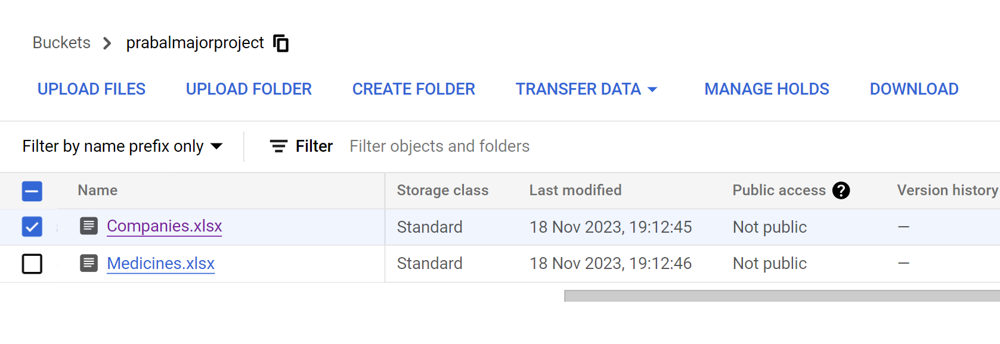 Buckets > prabalmajorproject
UPLOAD FILES UPLOAD FOLDER CREATE FOLDER TRANSFER DATA MANAGE HOLDS DOWNLOAD
Filter by name prefix only Filter Filter objects and folders
Name Storage class Last modified Public access ? Version history
Companies.xlsx Standard 18 Nov 2023, 19:12:45 Not public —
Medicines.xlsx Standard 18 Nov 2023, 19:12:46 Not public —